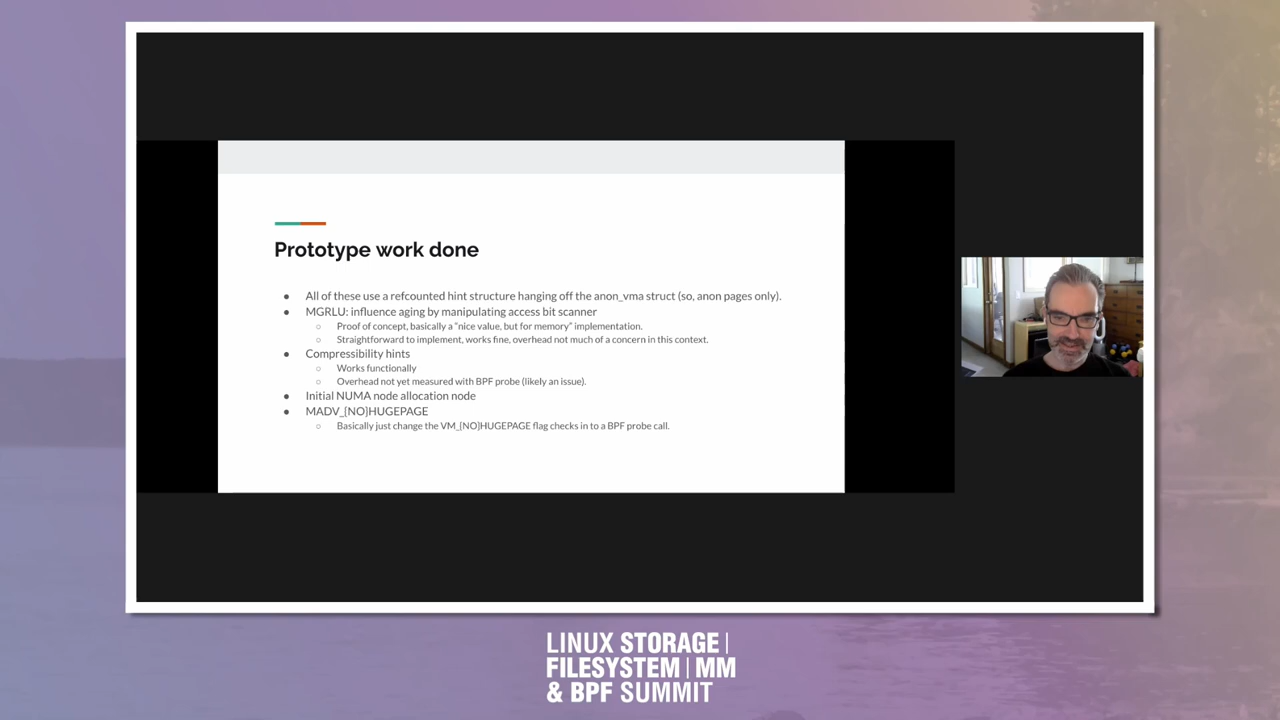 Prototype work done
● All of these use a refcounted hint structure hanging off the anon_vma struct (so, anon pages only).
● MGRLU: influence aging by manipulating access bit scanner
○ Proof of concept, basically a "nice value, but for memory" implementation.
○ Straightforward to implement, works fine, overhead not much of a concern in this context.
● Compressibility hints
○ Works functionally
○ Overhead not yet measured with BPF probe (likely an issue).
● Initial NUMA node allocation node
● MADV_{NO}HUGEPAGE
○ Basically just change the VM_{NO}HUGEPAGE flag checks in to a BPF probe call.
LINUX STORAGE |
FILESYSTEM | MM
& BPF SUMMIT